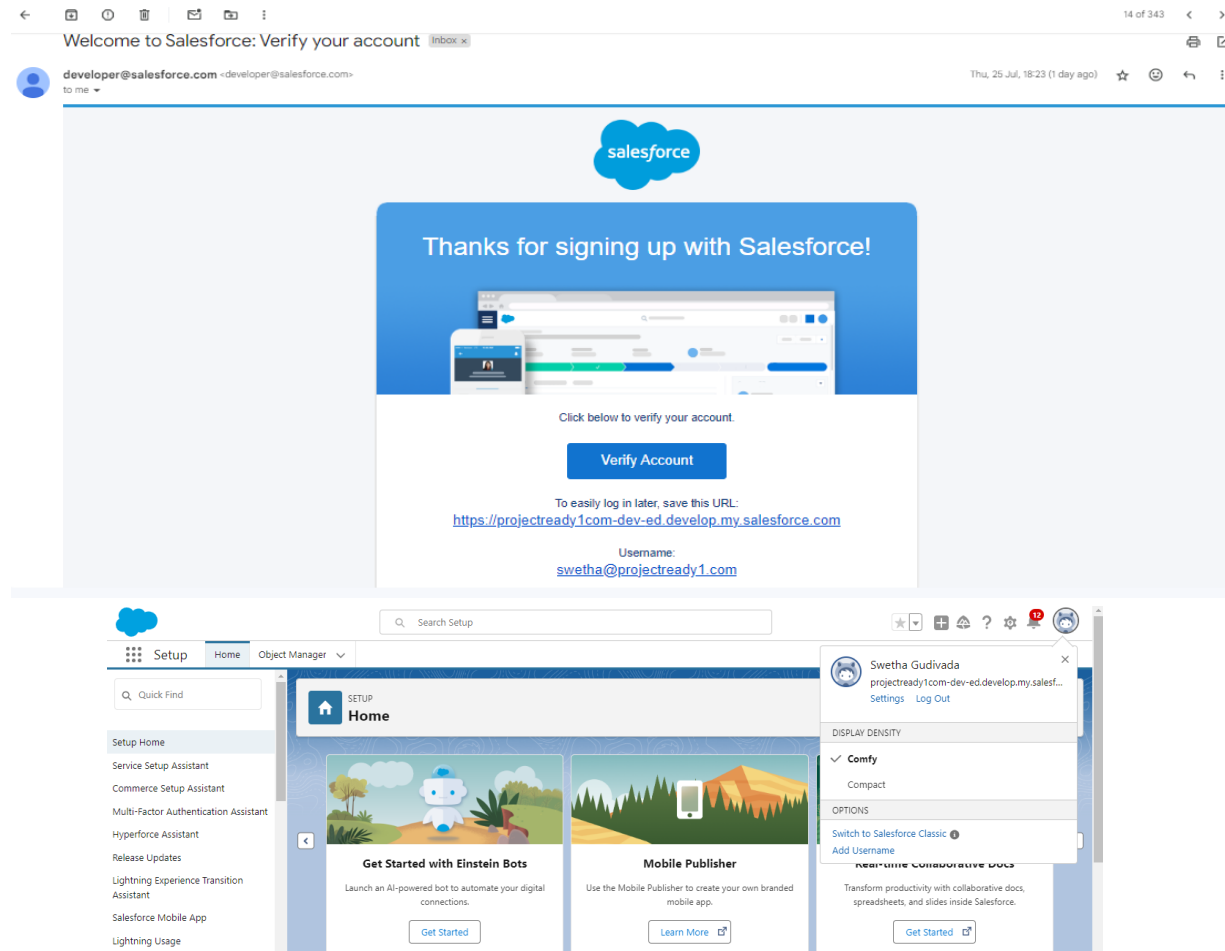 14 of 343
Welcome to Salesforce: Verify your account Inbox x
developer@salesforce.com <developer@salesforce.com>
Thu, 25 Jul, 18:23 (1 day ago)
to me
salesforce
Thanks for signing up with Salesforce!
Click below to verify your account.
Verify Account
To easily log in later, save this URL:
https://projectready1com-dev-ed.develop.my.salesforce.com
Username:
swetha@projectready1.com
Search Setup
12
Setup
Home
Object Manager
Quick Find
Setup Home
Service Setup Assistant
Commerce Setup Assistant
Multi-Factor Authentication Assistant
Hyperforce Assistant
Release Updates
Lightning Experience Transition
Assistant
Salesforce Mobile App
Lightning Usage
SETUP
Home
Get Started with Einstein Bots
Launch an AI-powered bot to automate your digital
connections.
Get Started
Mobile Publisher
Use the Mobile Publisher to create your own branded
mobile app.
Learn More
Real-time Collaborative Docs
Transform productivity with collaborative docs,
spreadsheets, and slides inside Salesforce.
Get Started
Swetha Gudivada
projectready1com-dev-ed.develop.my.salesf...
Settings Log Out
DISPLAY DENSITY
Comfy
Compact
OPTIONS
Switch to Salesforce Classic
Add Username